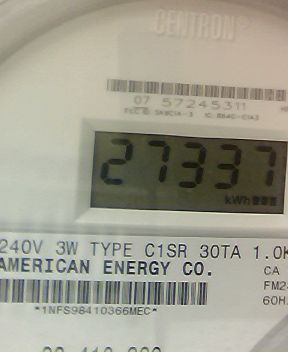 CENTRON®
07 57245311
27337
kWh
240V 3W TYPE C1SR 30TA 1.0K
AMERICAN ENERGY CO.
CA
FM2
60H
*1NFS98410366MEC*